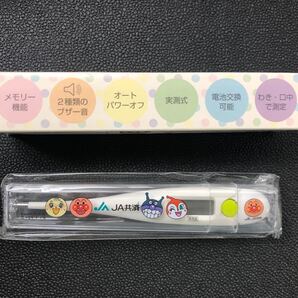 メモリー
機能
2種類の
ブザー音
オート
パワーオフ
実測式
電池交換
可能
わき・口中
で測定
JA JA共済